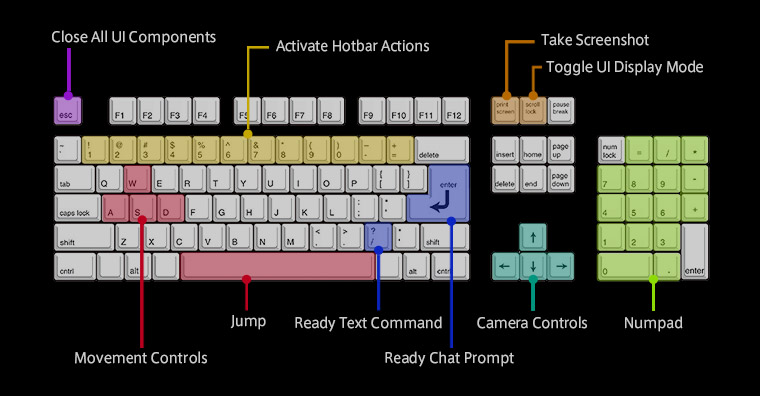 Close All UI Components
Activate Hotbar Actions
Take Screenshot
Toggle UI Display Mode
esc F1 F2 F3 F4 F5 F6 F7 F8 F9 F10 F11 F12 print screen scroll lock pause break
! @ # $ % ^ & * ( ) _ +
1 2 3 4 5 6 7 8 9 0 - = delete insert home page up num lock = / *
tab Q W E R T Y U I O P { [ } ] enter delete end page down 7 8 9 -
caps lock A S D F G H J K L : ; " ' 4 5 6 +
shift Z X C V B N M < , > . ? / shift ↑ 1 2 3
cntrl alt alt cntrl ← ↓ → 0 . enter
Jump
Ready Text Command
Camera Controls
Numpad
Movement Controls
Ready Chat Prompt